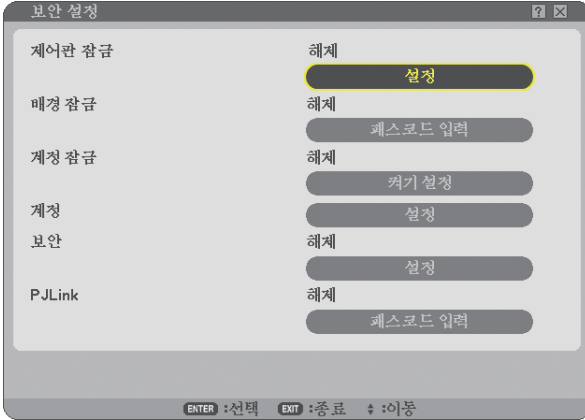 보안 설정
제어판 잠금 해제
설정
배경 잠금 해제
패스코드 입력
계정 잠금 해제
켜기 설정
계정 설정
보안 해제
설정
PJLink 해제
패스코드 입력
ENTER :선택 EXIT :종료 :이동